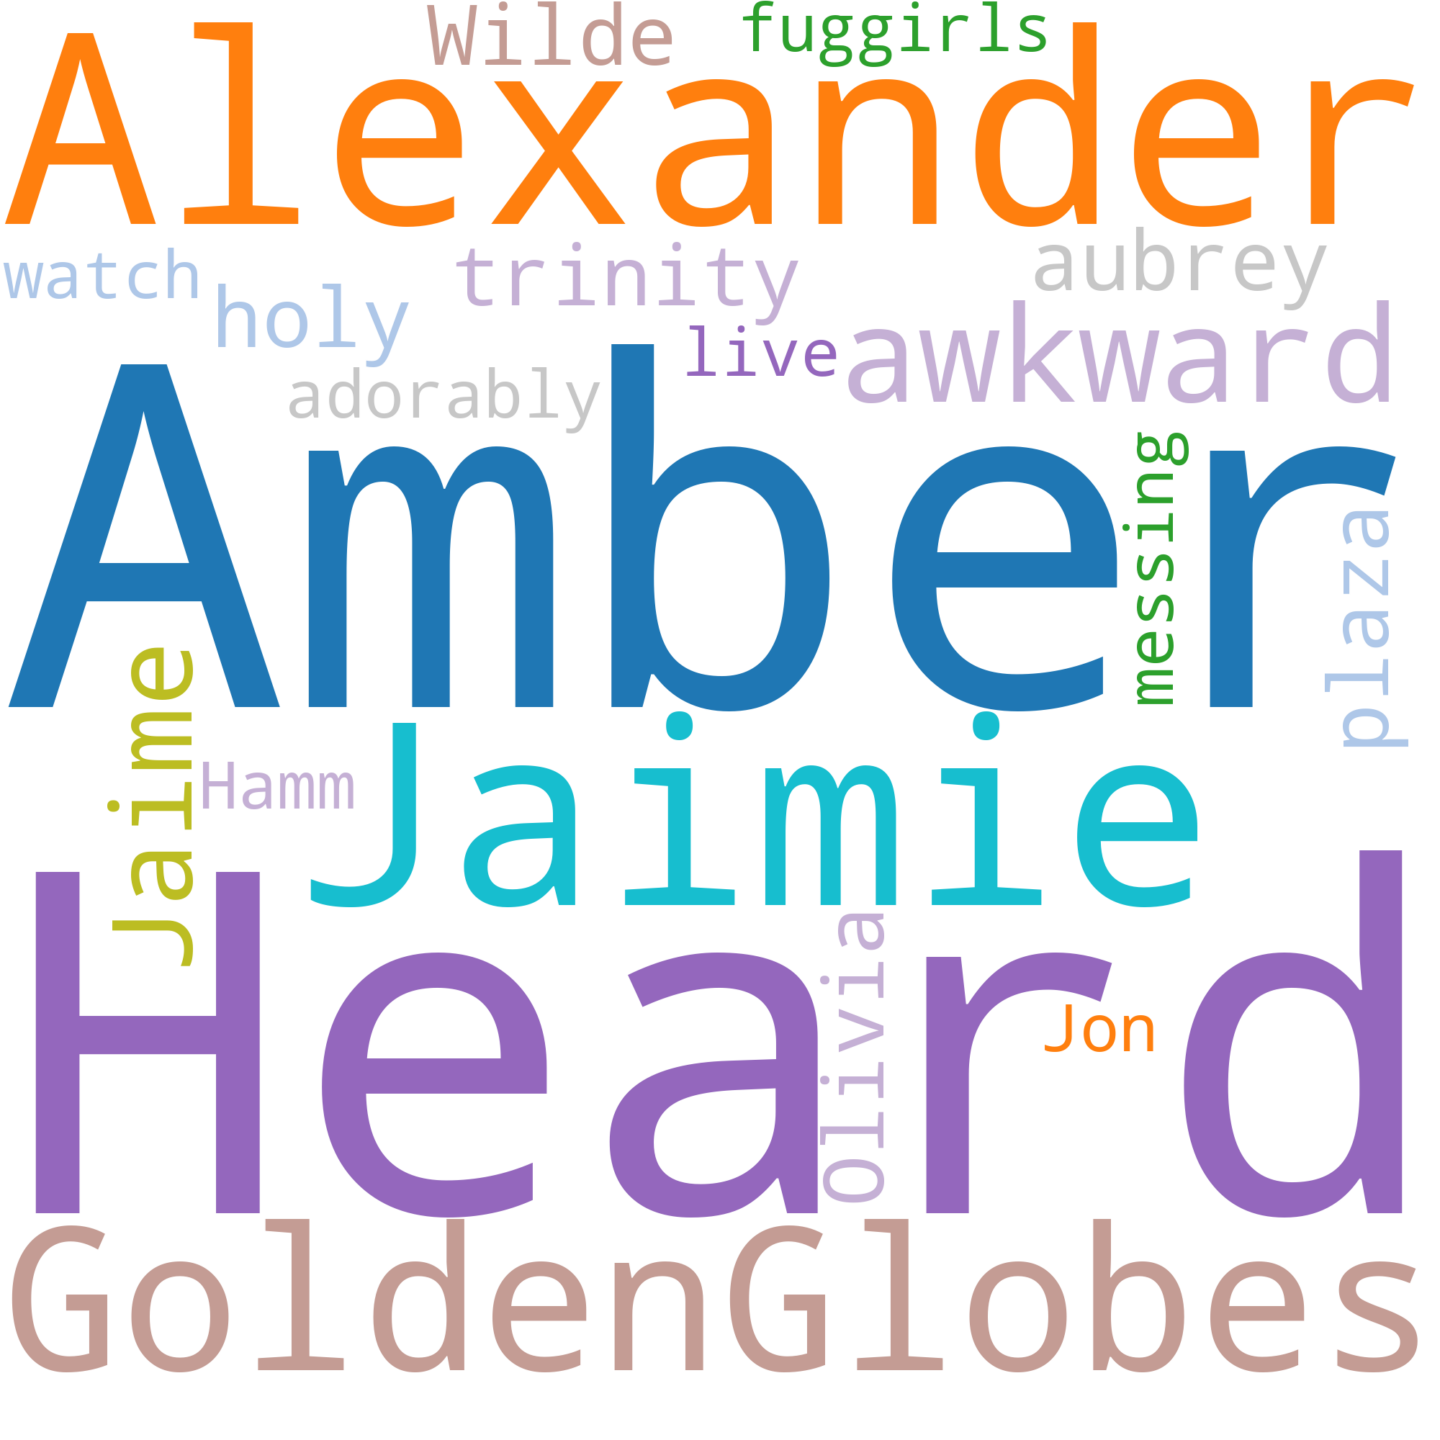 Wilde fuggirls
Alexander
watch holy trinity aubrey
live awkward
adorably
Amber
messing
plaza
Jaime
Hamm
Jaimie
Heard
Olivia
Jon
GoldenGlobes